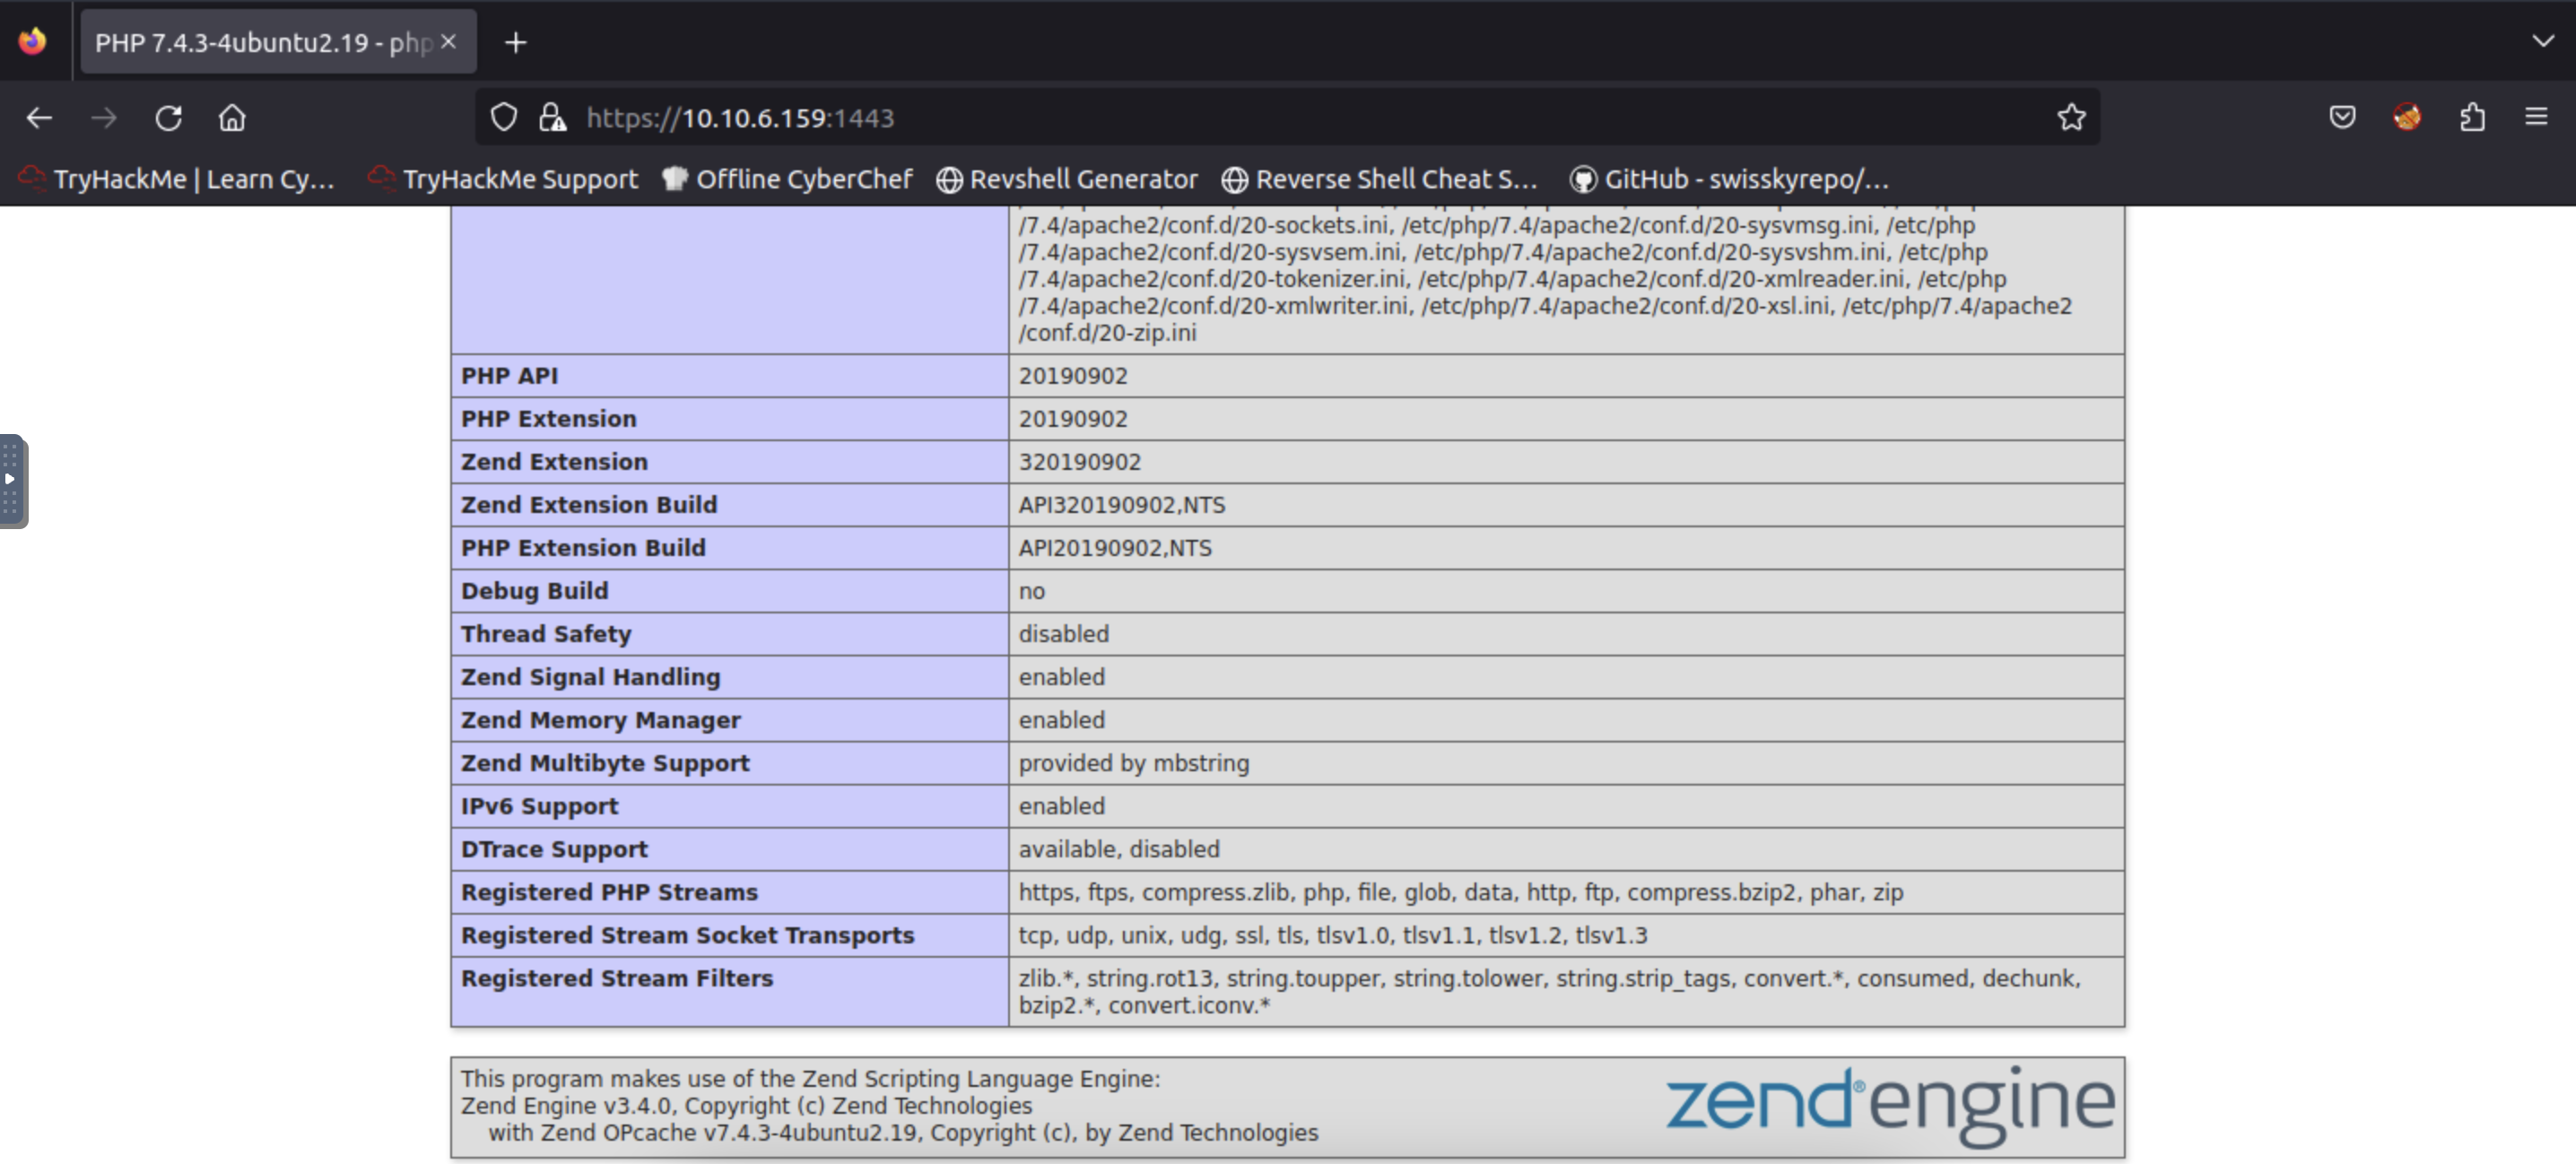 PHP 7.4.3-4ubuntu2.19 - php
https://10.10.6.159:1443
TryHackMe | Learn Cy… TryHackMe Support Offline CyberChef Revshell Generator Reverse Shell Cheat S… GitHub - swisskyrepo/…
/7.4/apache2/conf.d/20-sockets.ini, /etc/php/7.4/apache2/conf.d/20-sysvmsg.ini, /etc/php
/7.4/apache2/conf.d/20-sysvsem.ini, /etc/php/7.4/apache2/conf.d/20-sysvshm.ini, /etc/php
/7.4/apache2/conf.d/20-tokenizer.ini, /etc/php/7.4/apache2/conf.d/20-xmlreader.ini, /etc/php
/7.4/apache2/conf.d/20-xmlwriter.ini, /etc/php/7.4/apache2/conf.d/20-xsl.ini, /etc/php/7.4/apache2
/conf.d/20-zip.ini
PHP API 20190902
PHP Extension 20190902
Zend Extension 320190902
Zend Extension Build API320190902,NTS
PHP Extension Build API20190902,NTS
Debug Build no
Thread Safety disabled
Zend Signal Handling enabled
Zend Memory Manager enabled
Zend Multibyte Support provided by mbstring
IPv6 Support enabled
DTrace Support available, disabled
Registered PHP Streams https, ftps, compress.zlib, php, file, glob, data, http, ftp, compress.bzip2, phar, zip
Registered Stream Socket Transports tcp, udp, unix, udg, ssl, tls, tlsv1.0, tlsv1.1, tlsv1.2, tlsv1.3
Registered Stream Filters zlib.*, string.rot13, string.toupper, string.tolower, string.strip_tags, convert.*, consumed, dechunk,
bzip2.*, convert.iconv.*
This program makes use of the Zend Scripting Language Engine:
Zend Engine v3.4.0, Copyright (c) Zend Technologies
with Zend OPcache v7.4.3-4ubuntu2.19, Copyright (c), by Zend Technologies
zend®engine